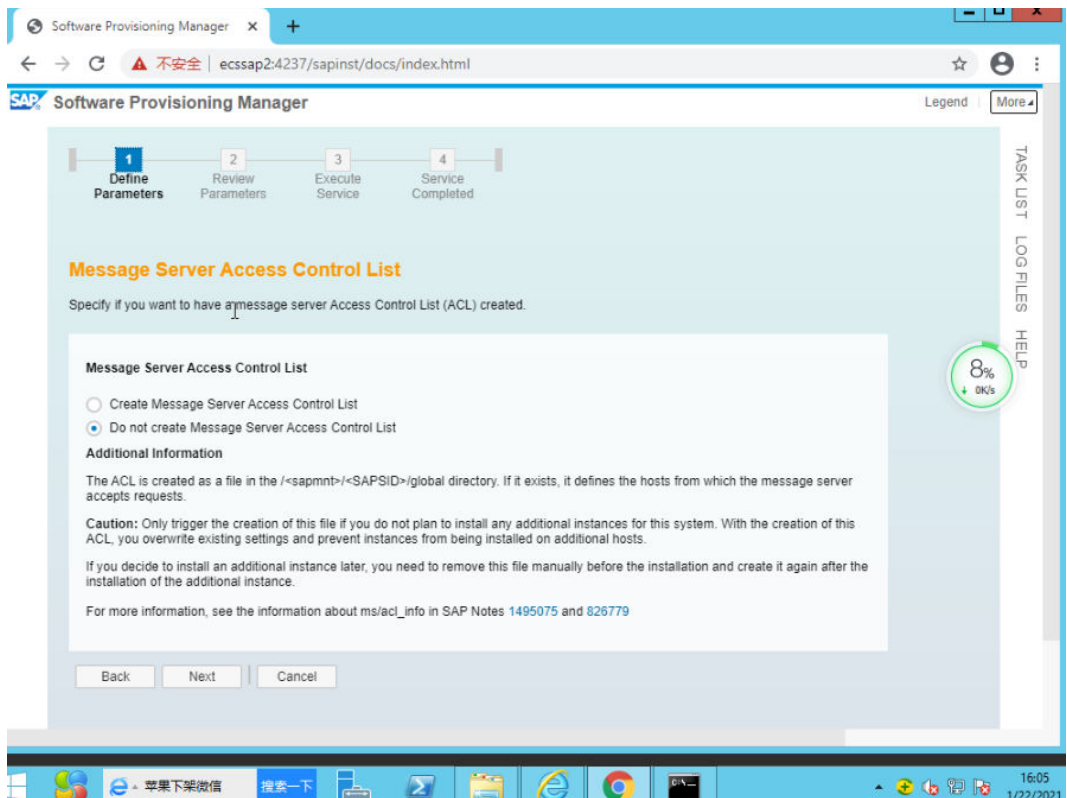 Software Provisioning Manager
不安全 ecssap2:4237/sapinst/docs/index.html
SAP Software Provisioning Manager
Legend More
1 2 3 4
Define Review Execute Service
Parameters Parameters Service Completed
TASK LIST LOG FILES HELP
Message Server Access Control List
Specify if you want to have a message server Access Control List (ACL) created.
Message Server Access Control List
Create Message Server Access Control List
Do not create Message Server Access Control List
Additional Information
The ACL is created as a file in the /<sapmnt>/<SAPSID>/global directory. If it exists, it defines the hosts from which the message server
accepts requests.
Caution: Only trigger the creation of this file if you do not plan to install any additional instances for this system. With the creation of this
ACL, you overwrite existing settings and prevent instances from being installed on additional hosts.
If you decide to install an additional instance later, you need to remove this file manually before the installation and create it again after the
installation of the additional instance.
For more information, see the information about ms/acl_info in SAP Notes 1495075 and 826779
8%
0K/s
Back Next Cancel
苹果下架微信 搜索一下
16:05
1/22/2021